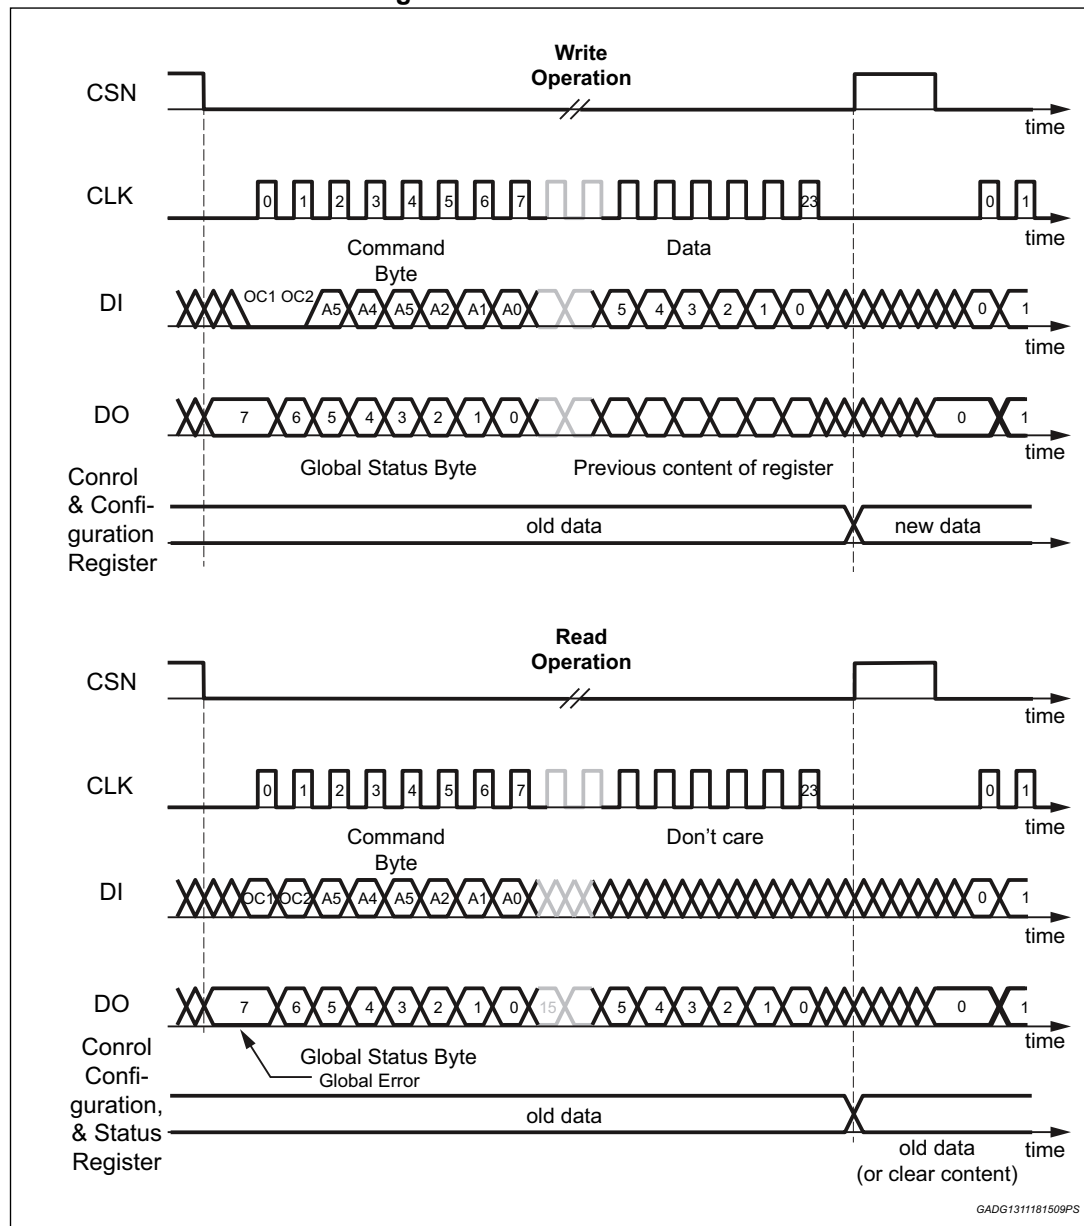 Write
Operation
CSN
time
CLK
0 1 2 3 4 5 6 7 23 0 1
time
Command
Byte
Data
DI
OC1 OC2 A5 A4 A5 A2 A1 A0 5 4 3 2 1 0 0 1
time
DO
7 6 5 4 3 2 1 0 0 1
time
Global Status Byte
Previous content of register
Conrol
& Confi-
guration
Register
old data
new data
Read
Operation
CSN
time
CLK
0 1 2 3 4 5 6 7 23 0 1
time
Command
Byte
Don't care
DI
OC1 OC2 A5 A4 A5 A2 A1 A0 0 1
time
DO
7 6 5 4 3 2 1 0 15 5 4 3 2 1 0 0 1
time
Global Status Byte
Global Error
Conrol
Confi-
guration,
& Status
Register
old data
old data
(or clear content)
time
GADG1311181509PS